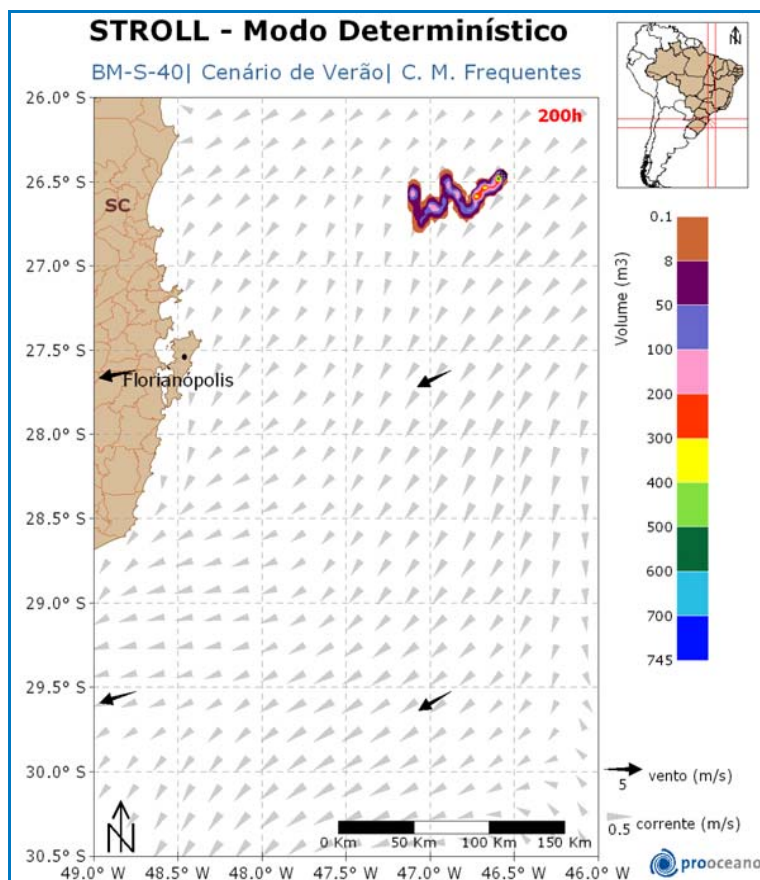 STROLL - Modo Determinístico
BM-S-40| Cenário de Verão| C. M. Frequentes
N
26.0° S
200h
26.5° S
SC
27.0° S
27.5° S
Florianópolis
28.0° S
28.5° S
29.0° S
29.5° S
30.0° S
30.5° S
N
0 Km
50 Km
100 Km
150 Km
49.0° W
48.5° W
48.0° W
47.5° W
47.0° W
46.5° W
46.0° W
Volume (m3)
0.1
8
50
100
200
300
400
500
600
700
745
vento (m/s)
5
0.5
corrente (m/s)
prooceano